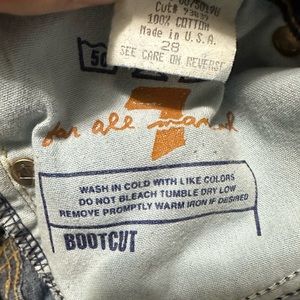 100% COTTON
Made in U.S.A.
28
SEE CARE ON REVERSE
7
for all mankind
WASH IN COLD WITH LIKE COLORS
DO NOT BLEACH TUMBLE DRY LOW
REMOVE PROMPTLY WARM IRON IF DESIRED
BOOTCUT